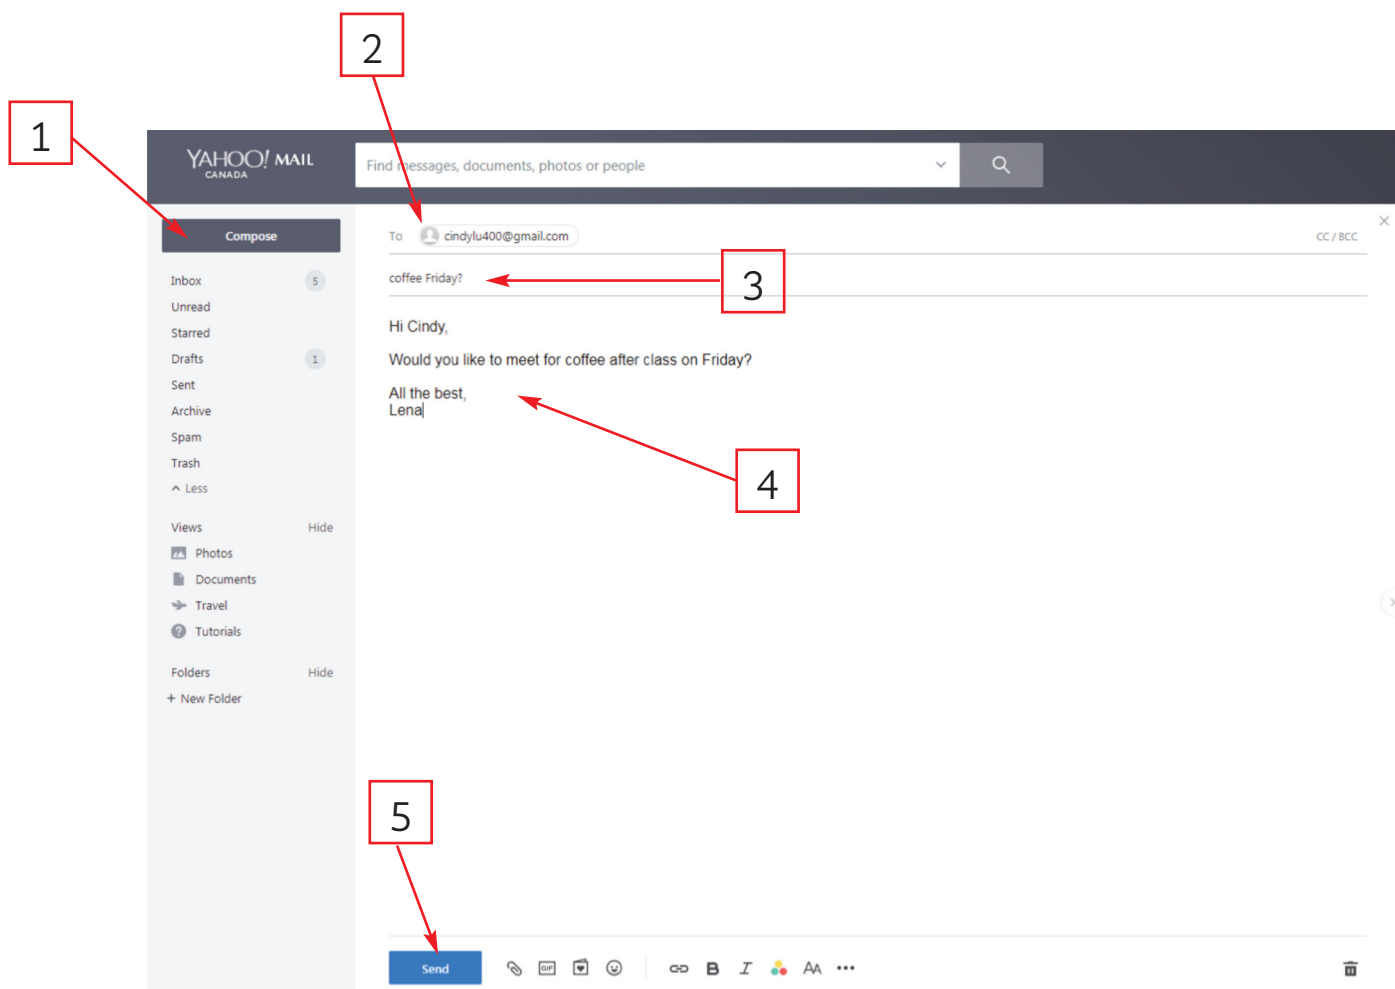 2
1
YAHOO! MAIL
CANADA
Find messages, documents, photos or people
Compose
To cindylu400@gmail.com
CC / BCC
coffee Friday?
3
Inbox 5
Unread
Starred
Drafts 1
Sent
Archive
Spam
Trash
Less
Views Hide
Photos
Documents
Travel
Tutorials
Folders Hide
+ New Folder
Hi Cindy,
Would you like to meet for coffee after class on Friday?
All the best,
Lena
4
5
Send GIF B I AA